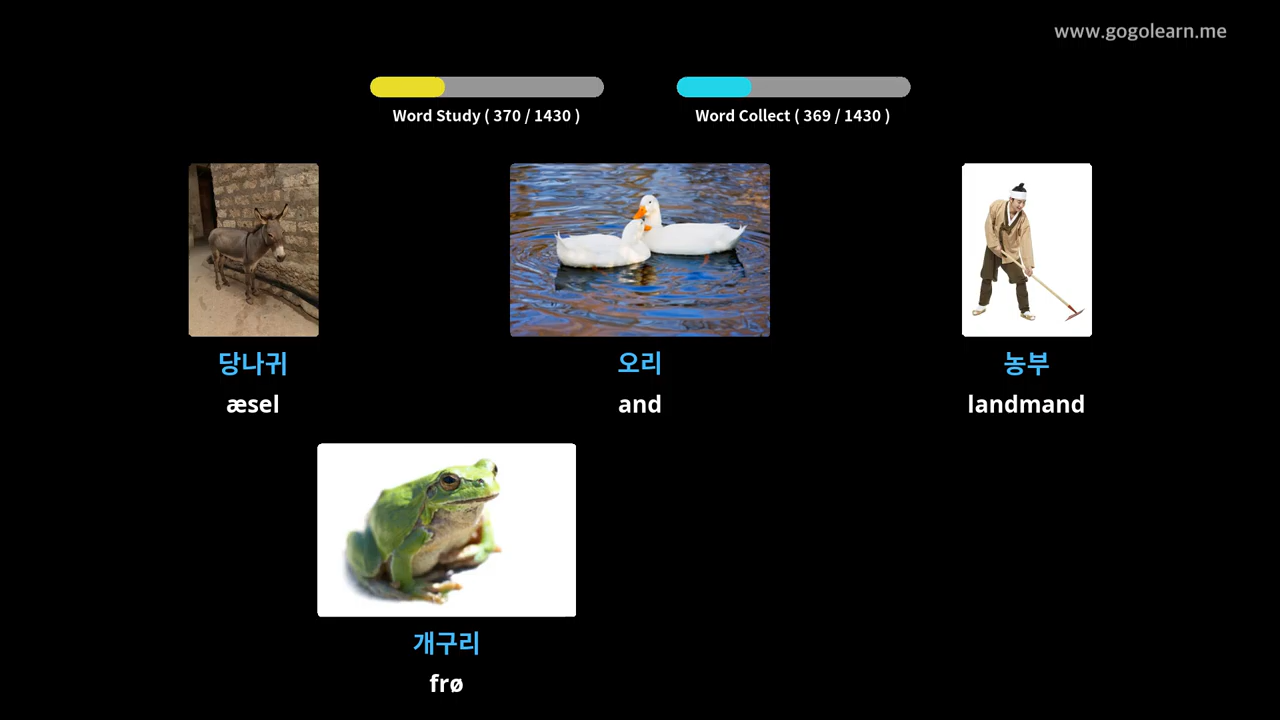 www.gogolearn.me
Word Study ( 370 / 1430 )
Word Collect ( 369 / 1430 )
당나귀
æsel
오리
and
농부
landmand
개구리
frø